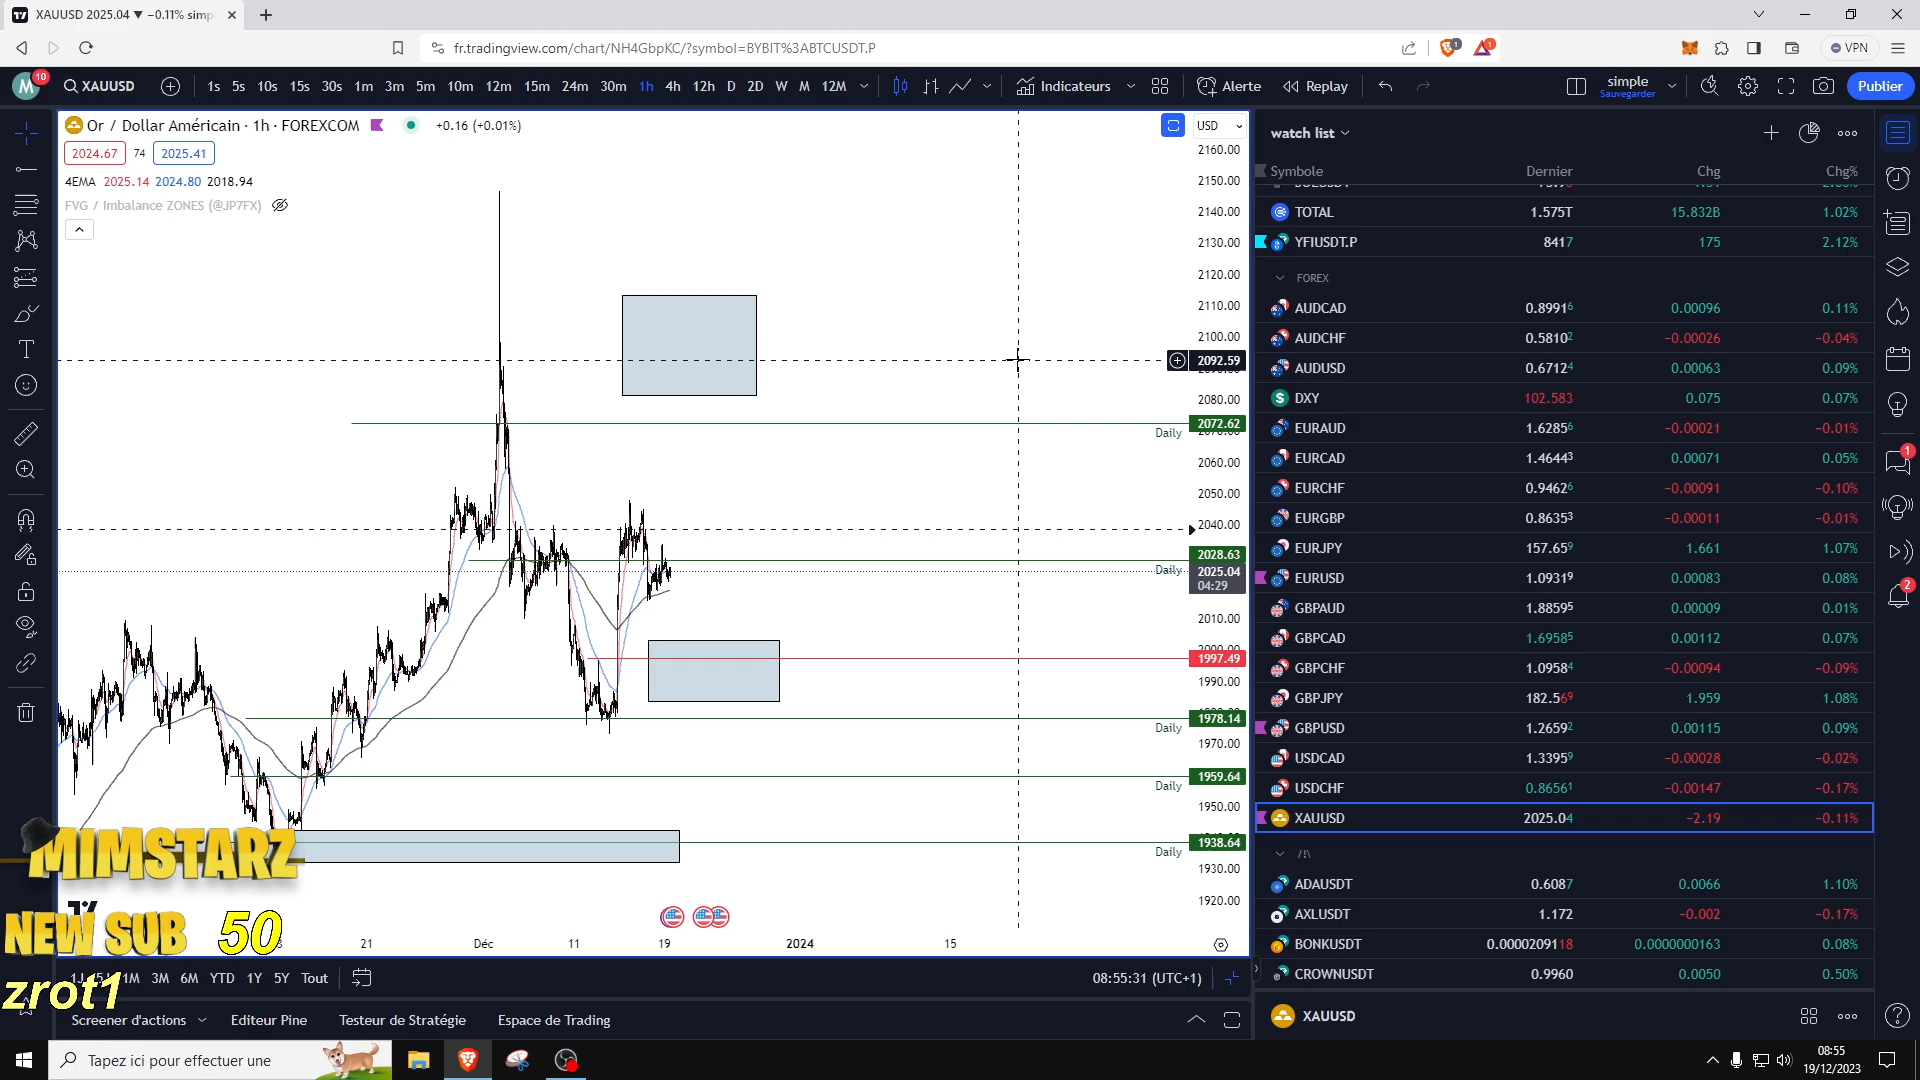 XAUUSD 2025.04 ▼ −0.11% simp
fr.tradingview.com/chart/NH4GbpKC/?symbol=BYBIT%3ABTCUSDT.P
VPN
M 10 XAUUSD 1s 5s 10s 15s 30s 1m 3m 5m 10m 12m 15m 24m 30m 1h 4h 12h D 2D W M 12M Indicateurs Alerte Replay simple Sauvegarder Publier
Or / Dollar Américain · 1h · FOREXCOM +0.16 (+0.01%)
USD
2024.67 74 2025.41
4EMA 2025.14 2024.80 2018.94
FVG / Imbalance ZONES (@JP7FX)
2160.00
2150.00
2140.00
2130.00
2120.00
2110.00
2100.00
2092.59
2080.00
2072.62
Daily
2060.00
2050.00
2040.00
2028.63
Daily
2025.04
04:29
2010.00
1997.49
1990.00
1978.14
Daily
1970.00
1959.64
Daily
1950.00
1938.64
Daily
1930.00
1920.00
MIMSTARZ
NEW SUB 50
zrot1
21 Déc 11 19 2024 15
1M 3M 6M YTD 1Y 5Y Tout
08:55:31 (UTC+1)
Screener d'actions Editeur Pine Testeur de Stratégie Espace de Trading
watch list
Symbole Dernier Chg Chg%
TOTAL 1.575T 15.832B 1.02%
YFIUSDT.P 8417 175 2.12%
FOREX
AUDCAD 0.89916 0.00096 0.11%
AUDCHF 0.58102 −0.00026 −0.04%
AUDUSD 0.67124 0.00063 0.09%
DXY 102.583 0.075 0.07%
EURAUD 1.62856 −0.00021 −0.01%
EURCAD 1.46443 0.00071 0.05%
EURCHF 0.94626 −0.00091 −0.10%
EURGBP 0.86353 −0.00011 −0.01%
EURJPY 157.659 1.661 1.07%
EURUSD 1.09319 0.00083 0.08%
GBPAUD 1.88595 0.00009 0.01%
GBPCAD 1.69585 0.00112 0.07%
GBPCHF 1.09584 −0.00094 −0.09%
GBPJPY 182.569 1.959 1.08%
GBPUSD 1.26592 0.00115 0.09%
USDCAD 1.33959 −0.00028 −0.02%
USDCHF 0.86561 −0.00147 −0.17%
XAUUSD 2025.04 −2.19 −0.11%
/!\
ADAUSDT 0.6087 0.0066 1.10%
AXLUSDT 1.172 −0.002 −0.17%
BONKUSDT 0.0000209118 0.0000000163 0.08%
CROWNUSDT 0.9960 0.0050 0.50%
XAUUSD
1
2
Tapez ici pour effectuer une
08:55
19/12/2023